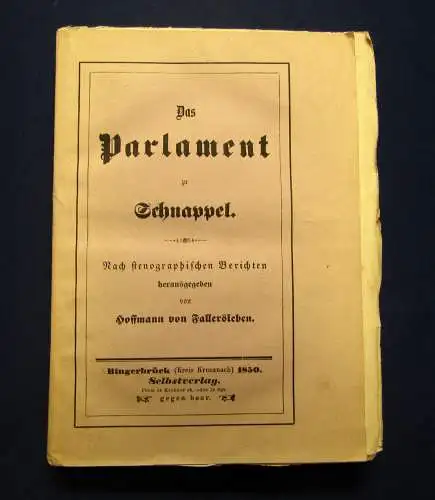 Das
Parlament
zu
Schnappel.
Nach stenographischen Berichten
herausgegeben
von
Hoffmann von Fallersleben.
Bingerbrück (Kreis Kreuznach) 1850.
Selbstverlag.
gegen baar.